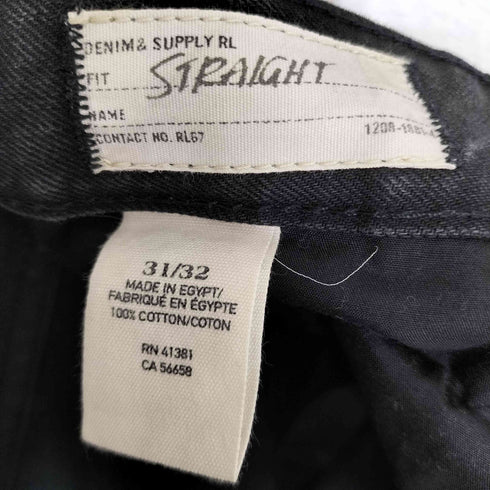 DENIM & SUPPLY RL
FIT STRAIGHT
NAME
CONTACT NO. RL67
31/32
MADE IN EGYPT/
FABRIQUÉ EN ÉGYPTE
100% COTTON/COTON
RN 41381
CA 56658